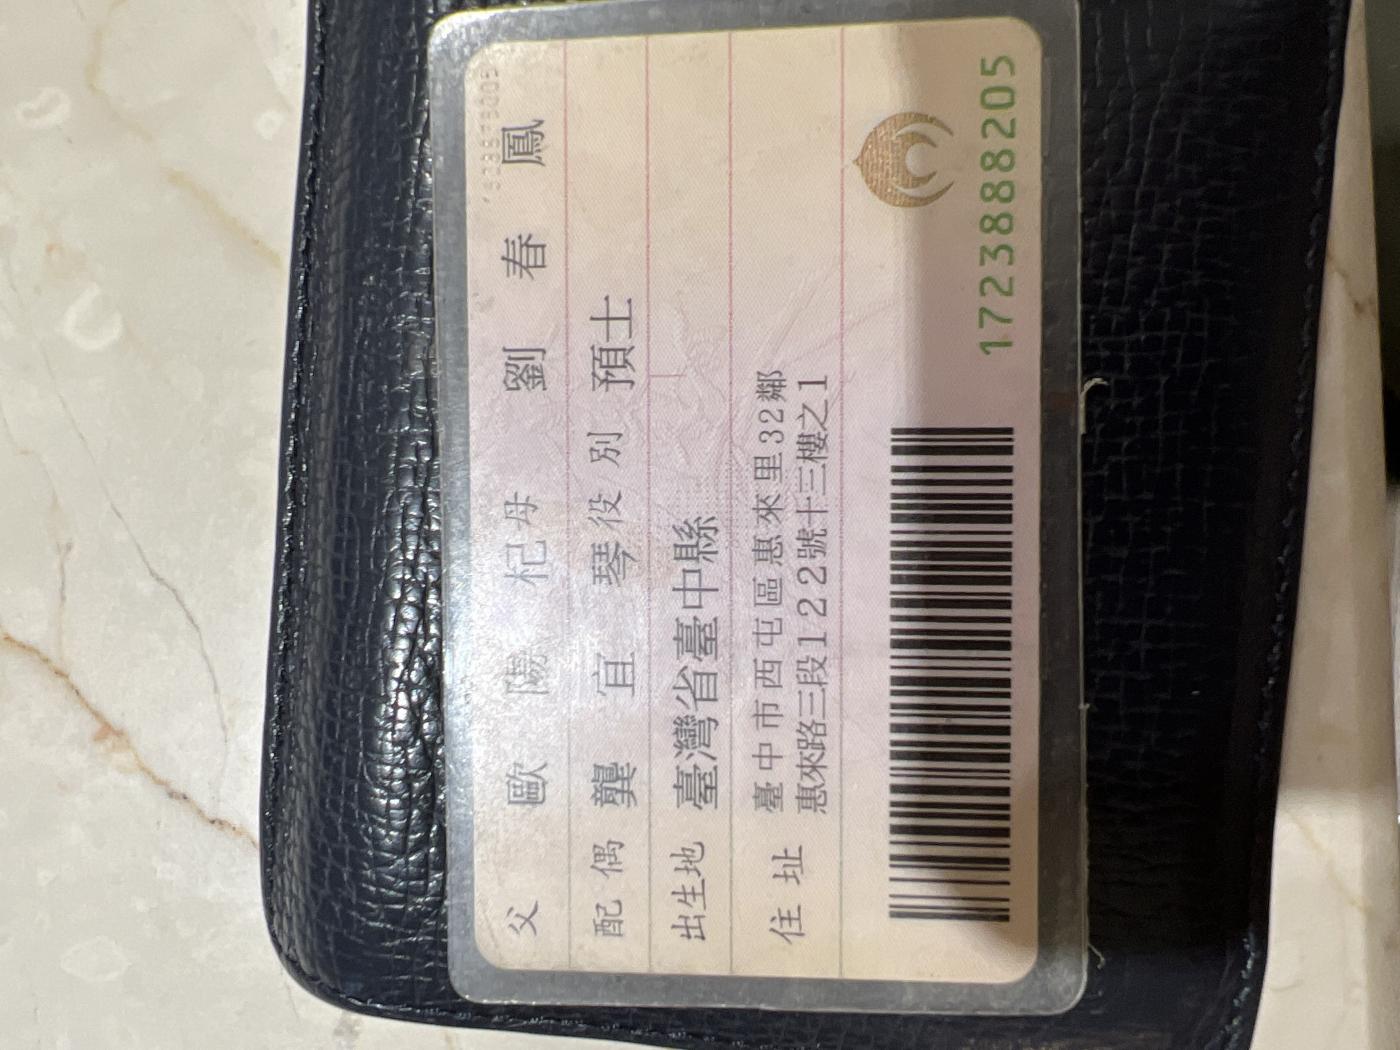 父 歐陽杞 母 劉春鳳
配偶 龔宜琴 役別 預士
出生地 臺灣省臺中縣
住址 臺中市西屯區惠來里32鄰
惠來路三段122號十三樓之1
1723888205